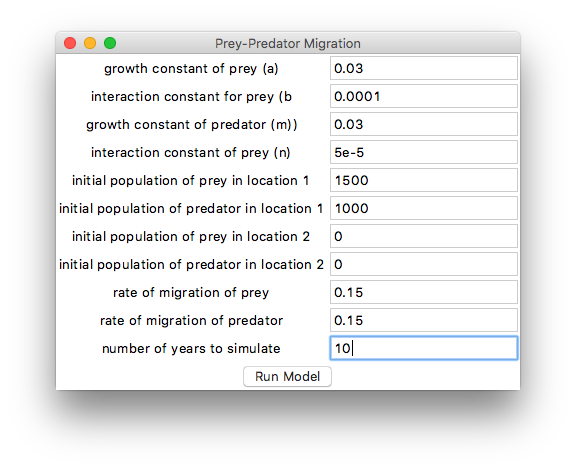 Prey-Predator Migration
growth constant of prey (a) 0.03
interaction constant for prey (b 0.0001
growth constant of predator (m)) 0.03
interaction constant of prey (n) 5e-5
initial population of prey in location 1 1500
initial population of predator in location 1 1000
initial population of prey in location 2 0
initial population of predator in location 2 0
rate of migration of prey 0.15
rate of migration of predator 0.15
number of years to simulate 10
Run Model